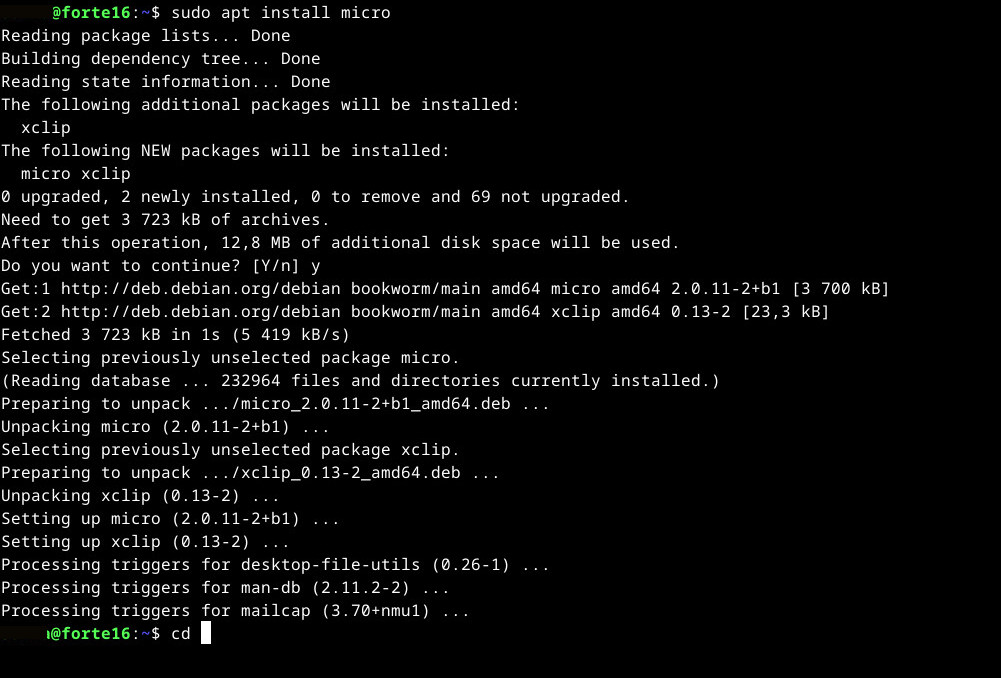 @forte16:~$ sudo apt install micro
Reading package lists... Done
Building dependency tree... Done
Reading state information... Done
The following additional packages will be installed:
  xclip
The following NEW packages will be installed:
  micro xclip
0 upgraded, 2 newly installed, 0 to remove and 69 not upgraded.
Need to get 3 723 kB of archives.
After this operation, 12,8 MB of additional disk space will be used.
Do you want to continue? [Y/n] y
Get:1 http://deb.debian.org/debian bookworm/main amd64 micro amd64 2.0.11-2+b1 [3 700 kB]
Get:2 http://deb.debian.org/debian bookworm/main amd64 xclip amd64 0.13-2 [23,3 kB]
Fetched 3 723 kB in 1s (5 419 kB/s)
Selecting previously unselected package micro.
(Reading database ... 232964 files and directories currently installed.)
Preparing to unpack .../micro_2.0.11-2+b1_amd64.deb ...
Unpacking micro (2.0.11-2+b1) ...
Selecting previously unselected package xclip.
Preparing to unpack .../xclip_0.13-2_amd64.deb ...
Unpacking xclip (0.13-2) ...
Setting up micro (2.0.11-2+b1) ...
Setting up xclip (0.13-2) ...
Processing triggers for desktop-file-utils (0.26-1) ...
Processing triggers for man-db (2.11.2-2) ...
Processing triggers for mailcap (3.70+nmu1) ...
@forte16:~$ cd